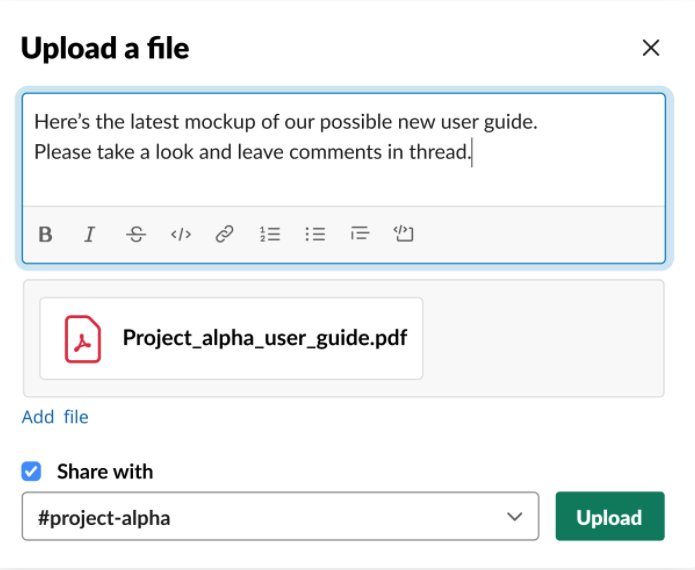 Upload a file
Here’s the latest mockup of our possible new user guide.
Please take a look and leave comments in thread.
B I S </>
Project_alpha_user_guide.pdf
Add file
Share with
#project-alpha
Upload